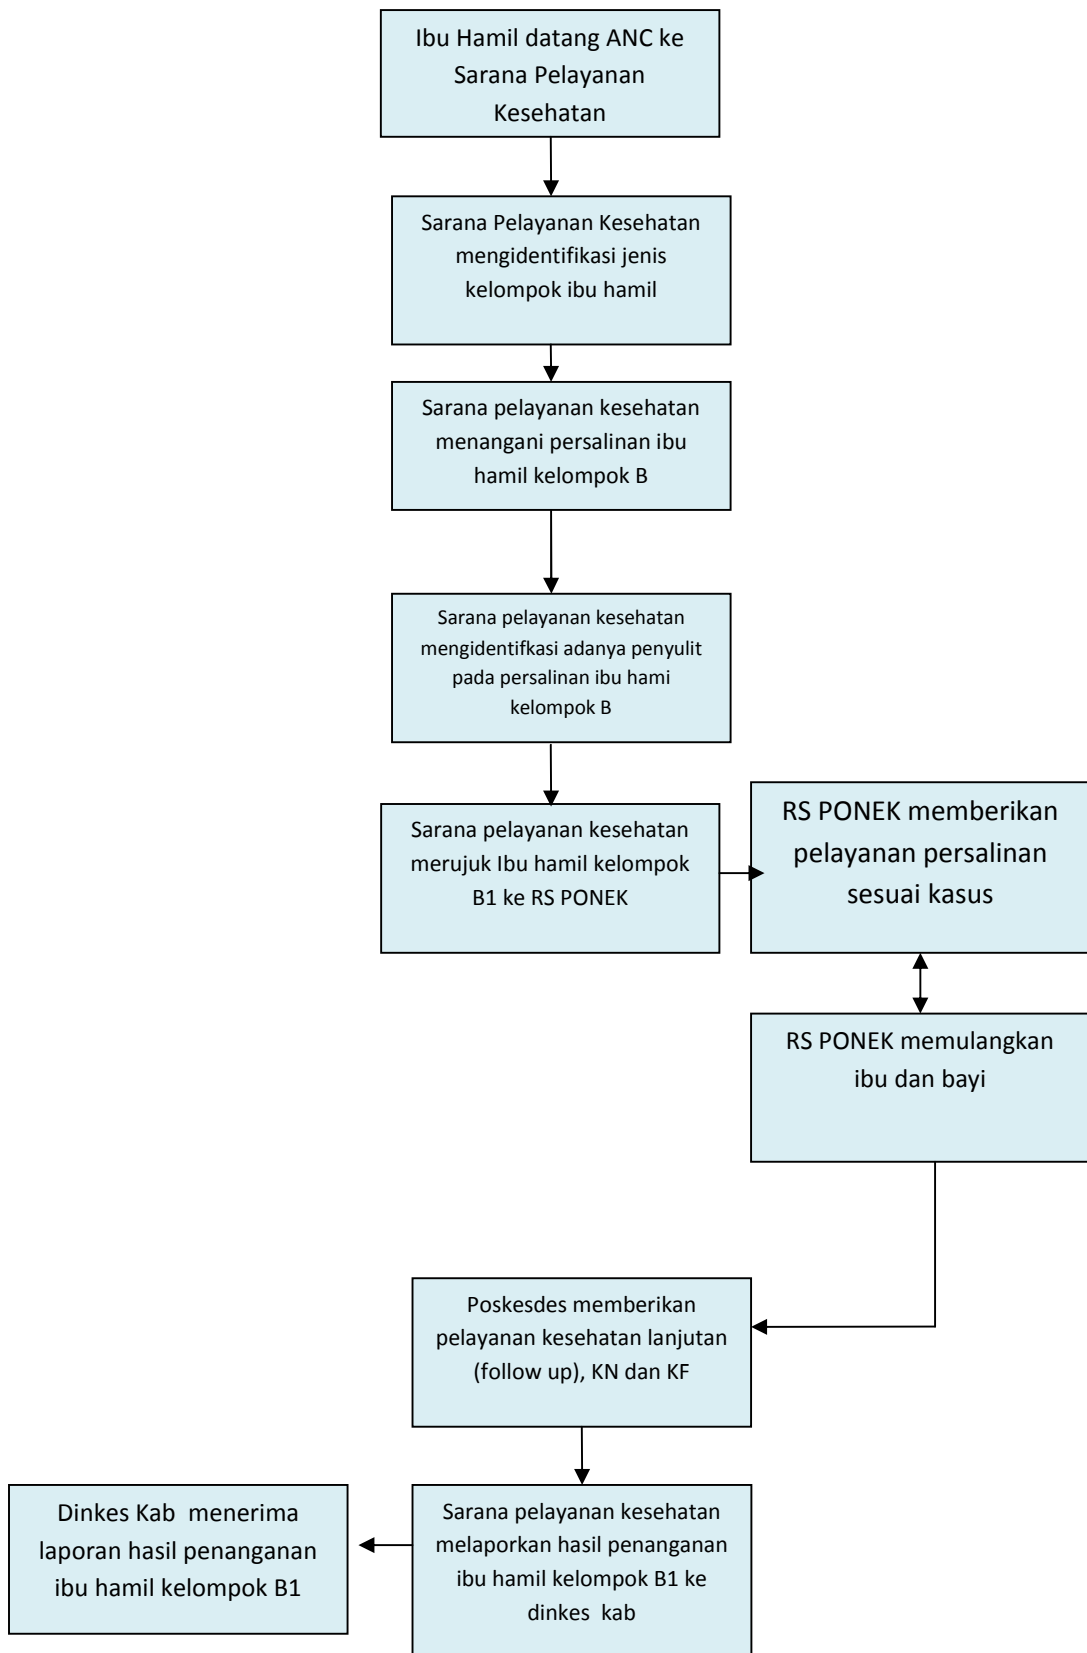 Ibu Hamil datang ANC ke
Sarana Pelayanan
Kesehatan
Sarana Pelayanan Kesehatan
mengidentifikasi jenis
kelompok ibu hamil
Sarana pelayanan kesehatan
menangani persalinan ibu
hamil kelompok B
Sarana pelayanan kesehatan
mengidentifkasi adanya penyulit
pada persalinan ibu hami
kelompok B
Sarana pelayanan kesehatan
merujuk Ibu hamil kelompok
B1 ke RS PONEK
RS PONEK memberikan
pelayanan persalinan
sesuai kasus
RS PONEK memulangkan
ibu dan bayi
Poskesdes memberikan
pelayanan kesehatan lanjutan
(follow up), KN dan KF
Sarana pelayanan kesehatan
melaporkan hasil penanganan
ibu hamil kelompok B1 ke
dinkes kab
Dinkes Kab menerima
laporan hasil penanganan
ibu hamil kelompok B1